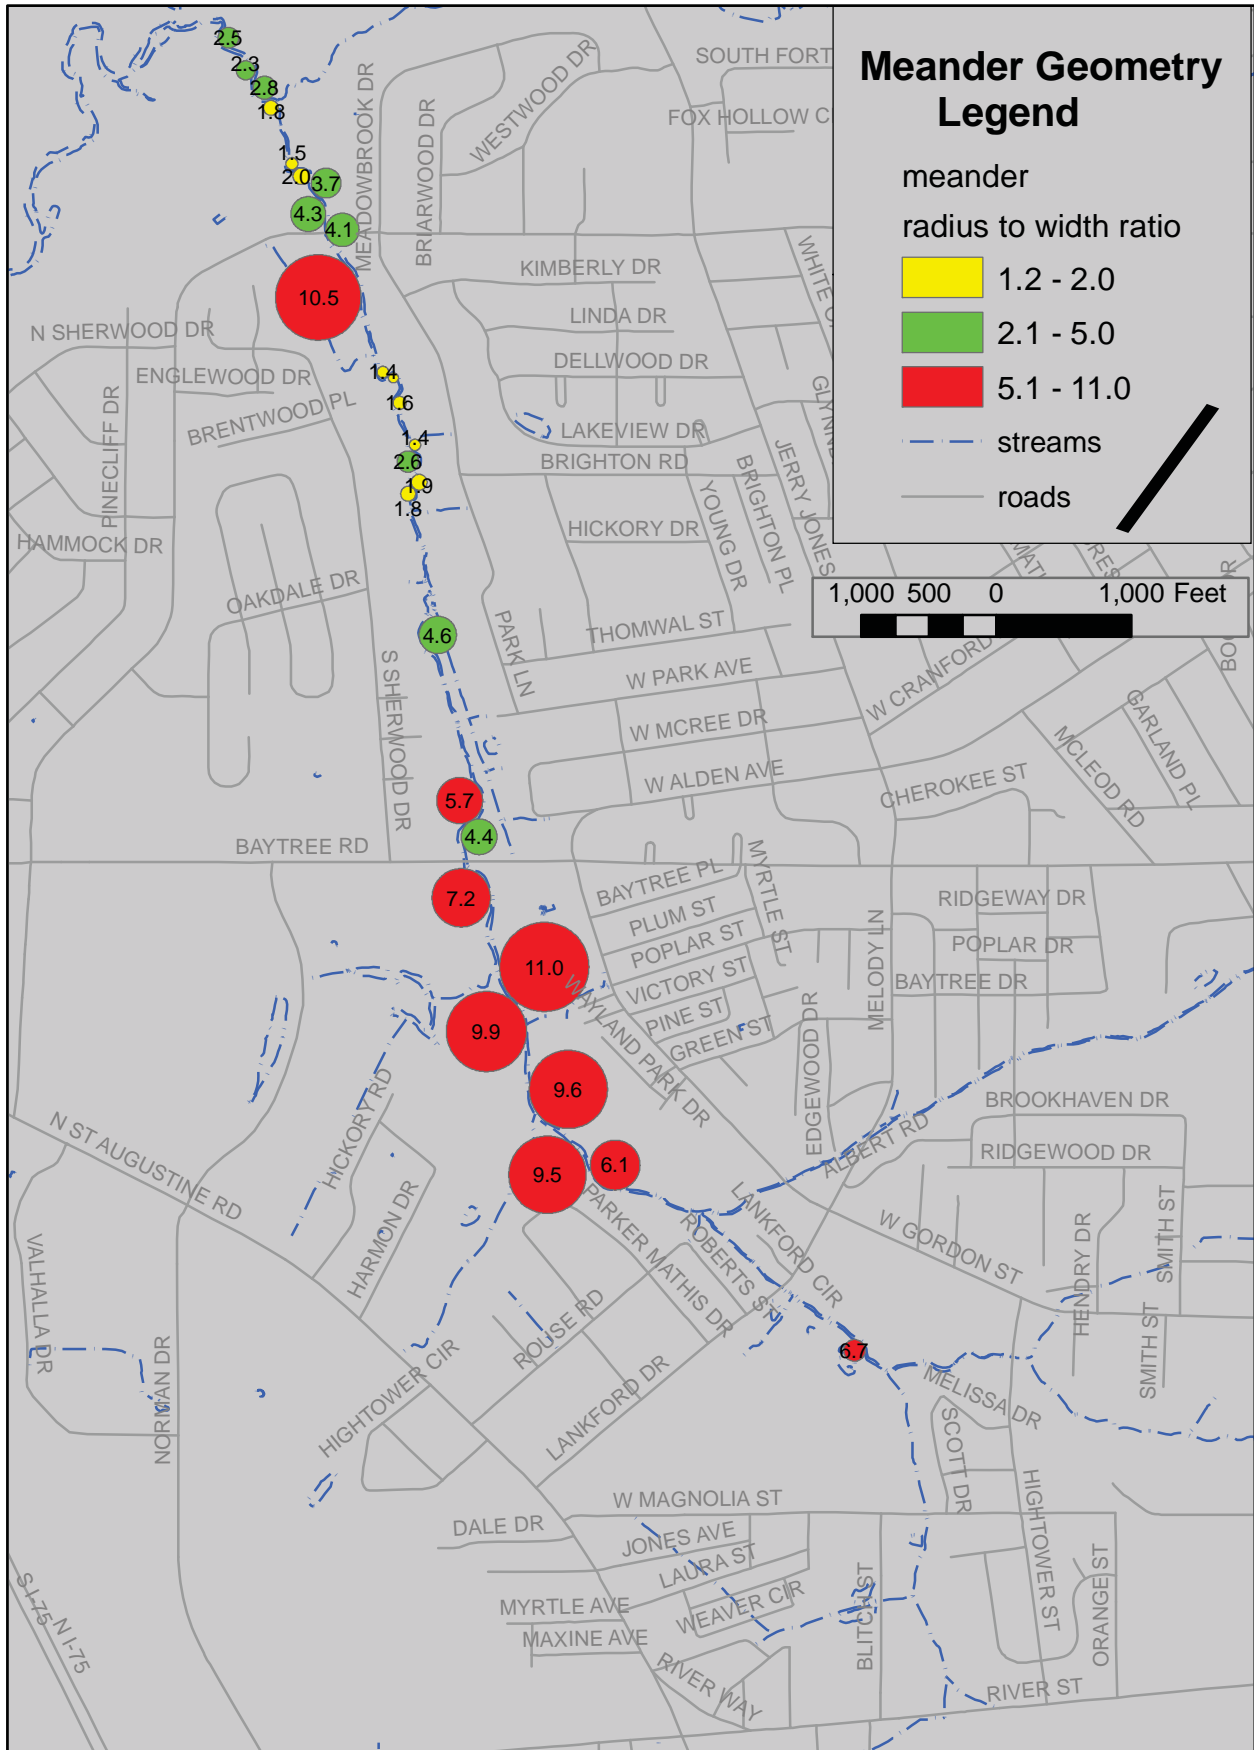 Meander Geometry
Legend
meander
radius to width ratio
1.2 - 2.0
2.1 - 5.0
5.1 - 11.0
streams
roads
1,000 500 0 1,000 Feet
2.5
2.3
2.8
1.8
1.5
2.0
3.7
4.3
4.1
10.5
1.4
1.6
1.4
2.6
1.9
1.8
4.6
5.7
4.4
7.2
11.0
9.9
9.6
9.5
6.1
6.7
SOUTH FORT
FOX HOLLOW C
WESTWOOD DR
MEADOWBROOK DR
BRIARWOOD DR
KIMBERLY DR
LINDA DR
DELLWOOD DR
LAKEVIEW DR
BRIGHTON RD
N SHERWOOD DR
ENGLEWOOD DR
BRENTWOOD PL
PINECLIFF DR
HAMMOCK DR
OAKDALE DR
HICKORY DR
YOUNG DR
BRIGHTON PL
JERRY JONES
PARK LN
THOMWAL ST
W PARK AVE
W MCREE DR
W ALDEN AVE
W CRANFORD
CHEROKEE ST
MCLEOD RD
GARLAND PL
S SHERWOOD DR
BAYTREE RD
BAYTREE PL
PLUM ST
POPLAR ST
VICTORY ST
PINE ST
GREEN ST
MYRTLE ST
WAYLAND PARK DR
EDGEWOOD DR
MELODY LN
RIDGEWAY DR
POPLAR DR
BAYTREE DR
BROOKHAVEN DR
RIDGEWOOD DR
ALBERT RD
HICKORY RD
N ST AUGUSTINE RD
HARMON DR
VALHALLA DR
NORMAN DR
PARKER MATHIS DR
ROBERTS ST
LANKFORD CIR
W GORDON ST
HENDRY DR
SMITH ST
SMITH ST
ROUSE RD
HIGHTOWER CIR
LANKFORD DR
MELISSA DR
SCOTT DR
HIGHTOWER ST
W MAGNOLIA ST
DALE DR
JONES AVE
LAURA ST
WEAVER CIR
MYRTLE AVE
MAXINE AVE
RIVER WAY
BLITCH ST
ORANGE ST
RIVER ST
S I-75
N I-75